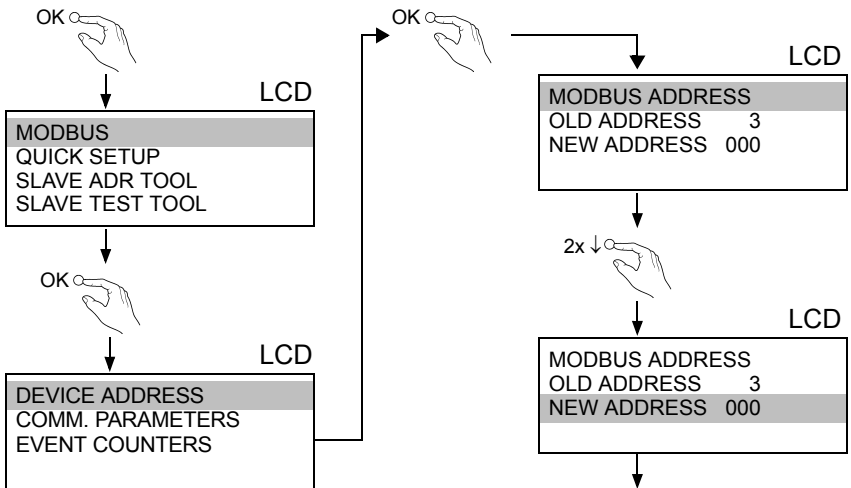 OK
LCD
MODBUS
QUICK SETUP
SLAVE ADR TOOL
SLAVE TEST TOOL
OK
LCD
DEVICE ADDRESS
COMM. PARAMETERS
EVENT COUNTERS
OK
LCD
MODBUS ADDRESS
OLD ADDRESS 3
NEW ADDRESS 000
2x ↓
LCD
MODBUS ADDRESS
OLD ADDRESS 3
NEW ADDRESS 000